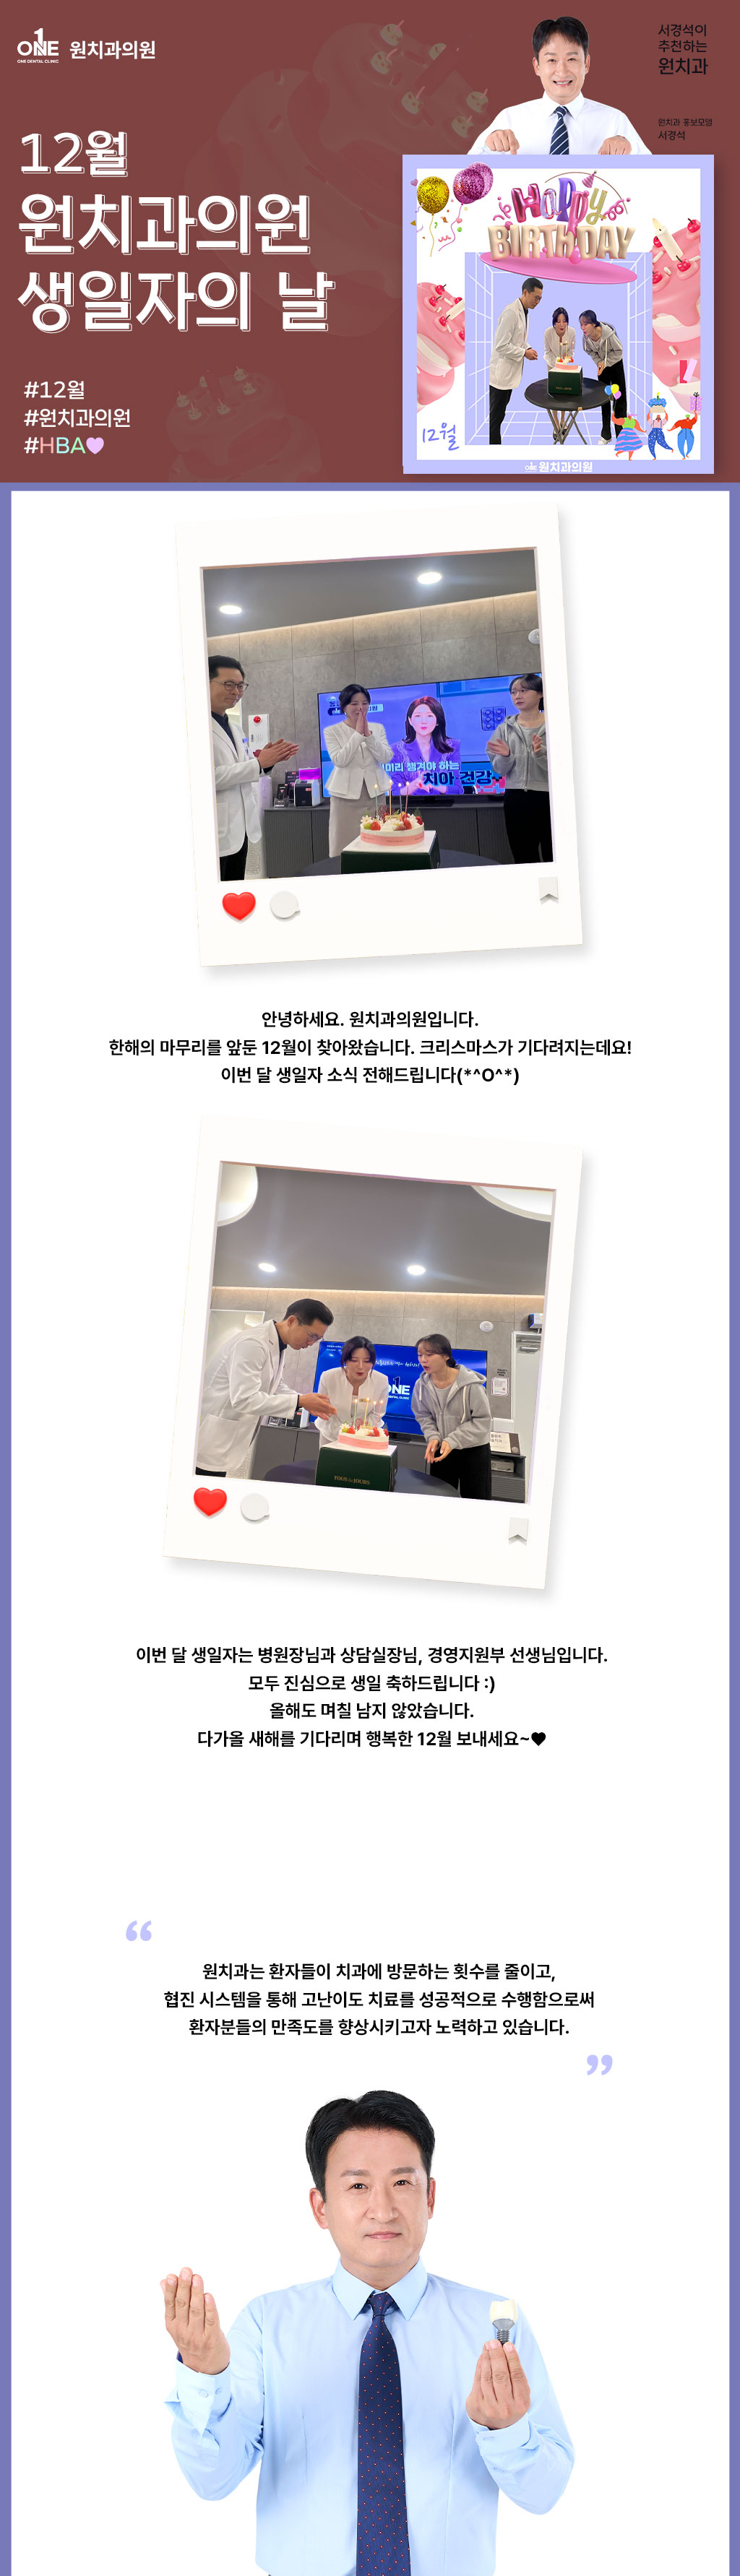 ONE
ONE DENTAL CLINIC
원치과의원
서경석이
추천하는
원치과
원치과 홍보모델
서경석
12월
원치과의원
생일자의 날
#12월
#원치과의원
#HBA♥
HAPPY
BIRTHDAY
12월
ONE 원치과의원
미리 챙겨야 하는
치아 건강
안녕하세요. 원치과의원입니다.
한해의 마무리를 앞둔 12월이 찾아왔습니다. 크리스마스가 기다려지는데요!
이번 달 생일자 소식 전해드립니다(*^O^*)
ONE
DENTAL CLINIC
TOUS les JOURS
이번 달 생일자는 병원장님과 상담실장님, 경영지원부 선생님입니다.
모두 진심으로 생일 축하드립니다 :)
올해도 며칠 남지 않았습니다.
다가올 새해를 기다리며 행복한 12월 보내세요~♥
“
원치과는 환자들이 치과에 방문하는 횟수를 줄이고,
협진 시스템을 통해 고난이도 치료를 성공적으로 수행함으로써
환자분들의 만족도를 향상시키고자 노력하고 있습니다.
”